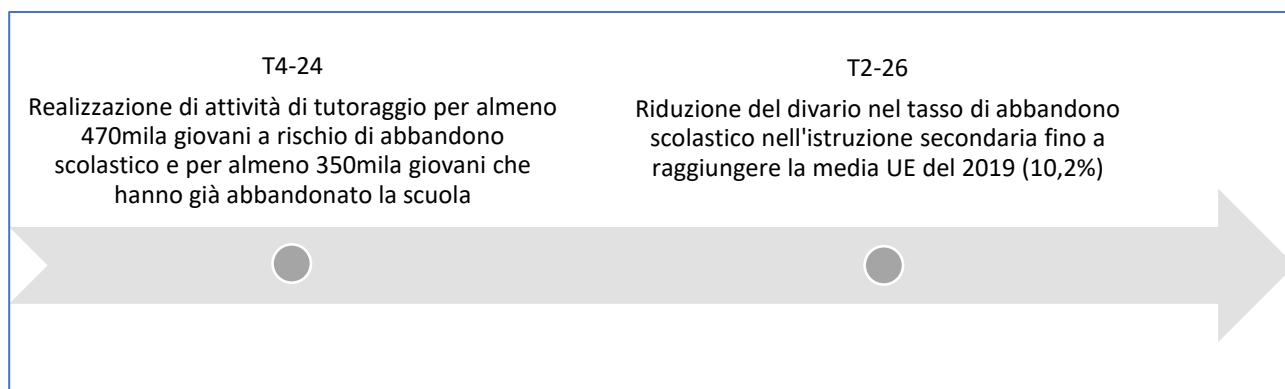 T4-24
Realizzazione di attività di tutoraggio per almeno
470mila giovani a rischio di abbandono
scolastico e per almeno 350mila giovani che
hanno già abbandonato la scuola
T2-26
Riduzione del divario nel tasso di abbandono
scolastico nell'istruzione secondaria fino a
raggiungere la media UE del 2019 (10,2%)